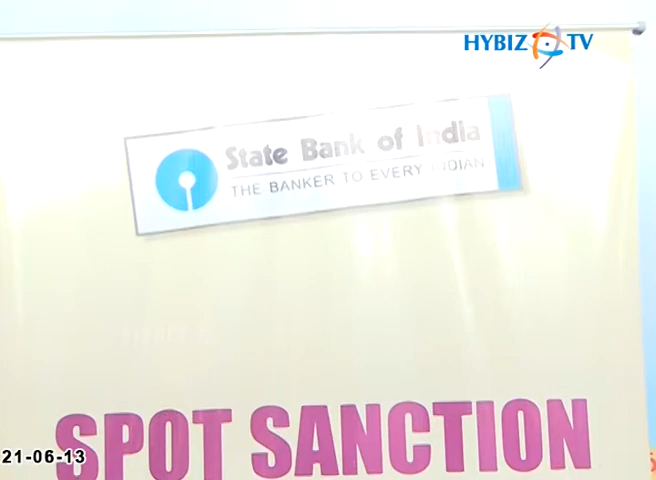 HYBIZ TV
State Bank of India
THE BANKER TO EVERY INDIAN
SPOT SANCTION
21-06-13